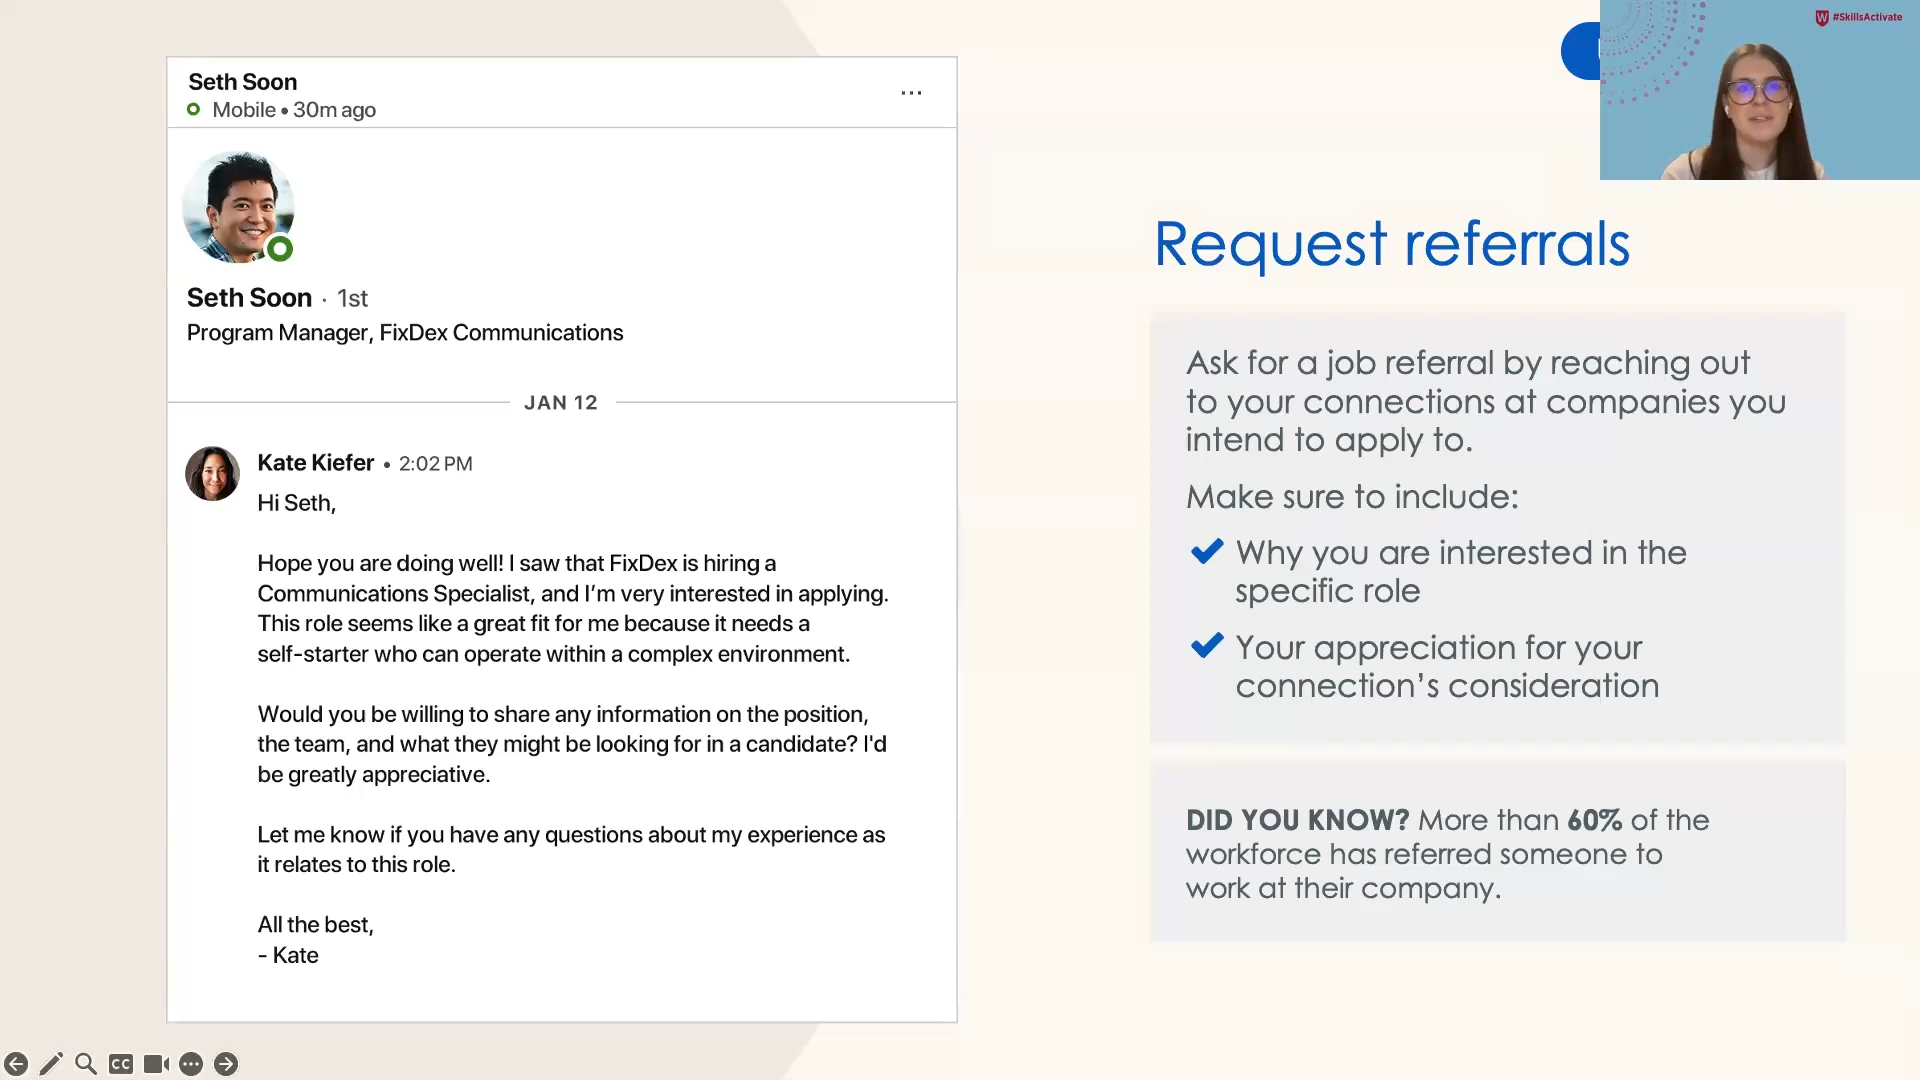 Seth Soon
Mobile • 30m ago
...
Seth Soon · 1st
Program Manager, FixDex Communications
JAN 12
Kate Kiefer • 2:02 PM
Hi Seth,
Hope you are doing well! I saw that FixDex is hiring a
Communications Specialist, and I’m very interested in applying.
This role seems like a great fit for me because it needs a
self-starter who can operate within a complex environment.
Would you be willing to share any information on the position,
the team, and what they might be looking for in a candidate? I'd
be greatly appreciative.
Let me know if you have any questions about my experience as
it relates to this role.
All the best,
- Kate
W #SkillsActivate
Request referrals
Ask for a job referral by reaching out
to your connections at companies you
intend to apply to.
Make sure to include:
Why you are interested in the
specific role
Your appreciation for your
connection’s consideration
DID YOU KNOW? More than 60% of the
workforce has referred someone to
work at their company.
CC